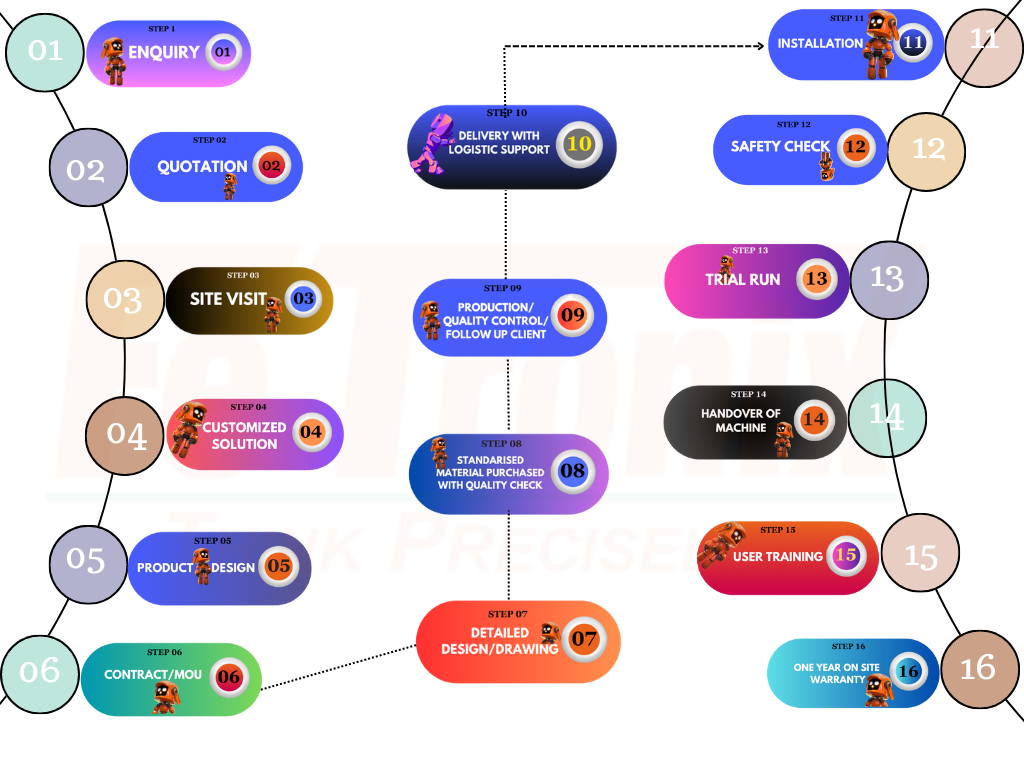 01
STEP 1
ENQUIRY
01
02
STEP 02
QUOTATION
02
03
STEP 03
SITE VISIT
03
04
STEP 04
CUSTOMIZED
SOLUTION
04
05
STEP 05
PRODUCT DESIGN
05
06
STEP 06
CONTRACT/MOU
06
STEP 07
DETAILED
DESIGN/DRAWING
07
STEP 08
STANDARISED
MATERIAL PURCHASED
WITH QUALITY CHECK
08
STEP 09
PRODUCTION/
QUALITY CONTROL/
FOLLOW UP CLIENT
09
STEP 10
DELIVERY WITH
LOGISTIC SUPPORT
10
STEP 11
INSTALLATION
11
11
STEP 12
SAFETY CHECK
12
12
STEP 13
TRIAL RUN
13
13
STEP 14
HANDOVER OF
MACHINE
14
14
STEP 15
USER TRAINING
15
15
STEP 16
ONE YEAR ON SITE
WARRANTY
16
16